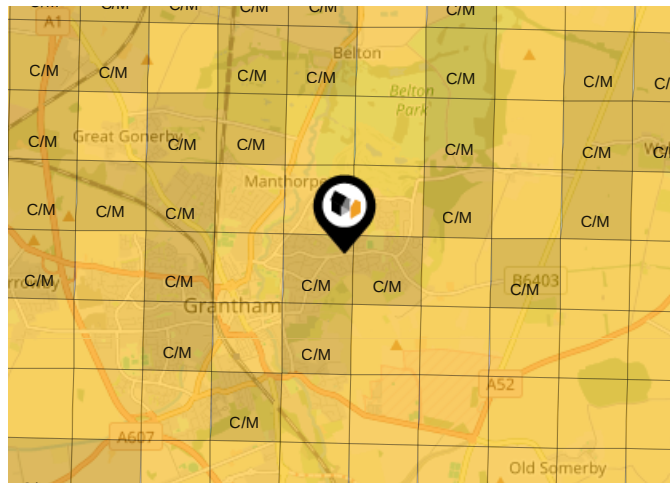 C/M C/M C/M C/M C/M C/M
A1
Belton
C/M C/M C/M C/M C/M C/M
Belton
Park
Great Gonerby
C/M C/M C/M C/M C/M
Manthorpe
C/M C/M C/M C/M C/M
C/M C/M C/M C/M C/M
B6403
Grantham
C/M C/M
A52
C/M
A607
Old Somerby